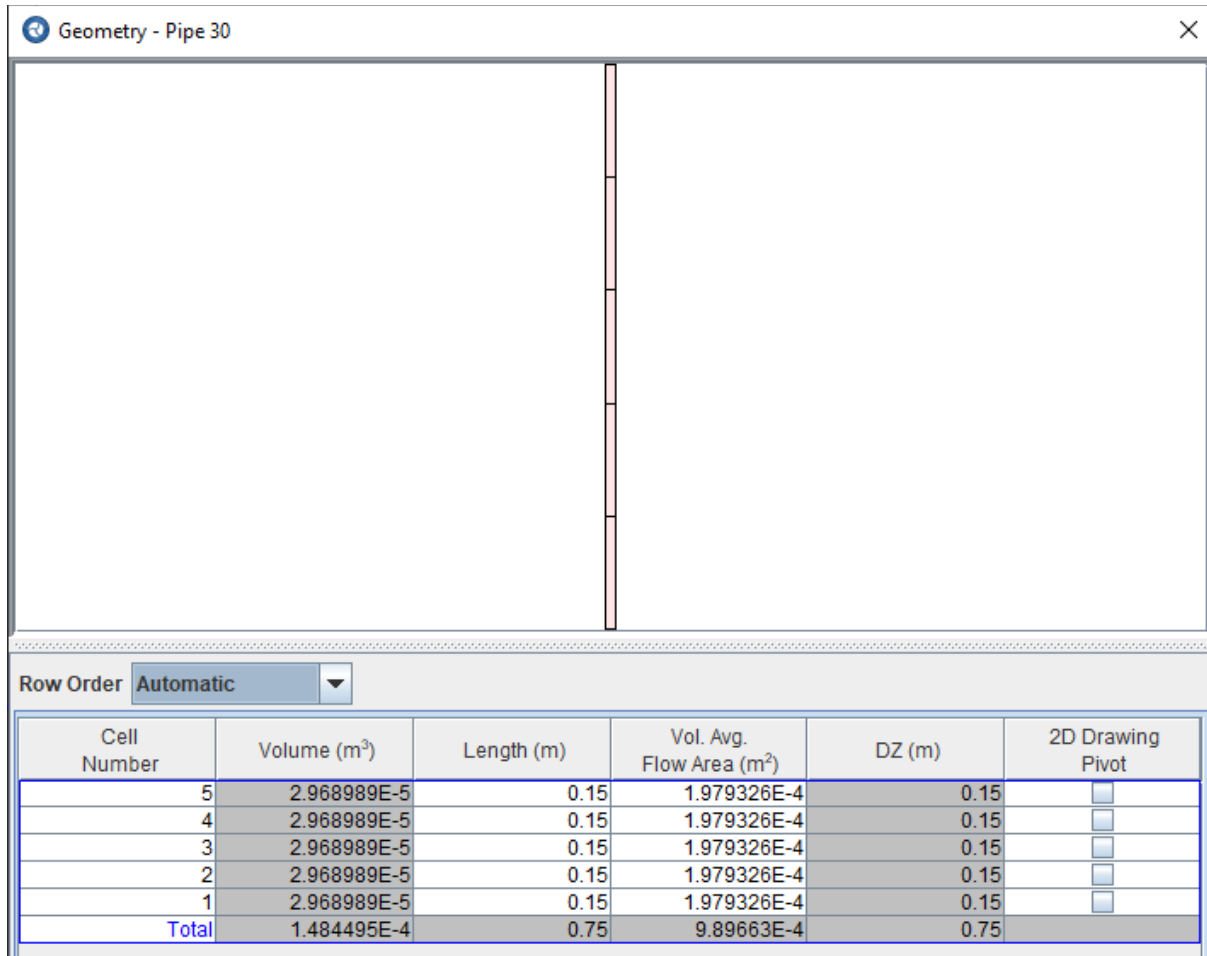 Geometry - Pipe 30
Row Order Automatic
Cell Number Volume (m³) Length (m) Vol. Avg. Flow Area (m²) DZ (m) 2D Drawing Pivot
5 2.968989E-5 0.15 1.979326E-4 0.15
4 2.968989E-5 0.15 1.979326E-4 0.15
3 2.968989E-5 0.15 1.979326E-4 0.15
2 2.968989E-5 0.15 1.979326E-4 0.15
1 2.968989E-5 0.15 1.979326E-4 0.15
Total 1.484495E-4 0.75 9.89663E-4 0.75